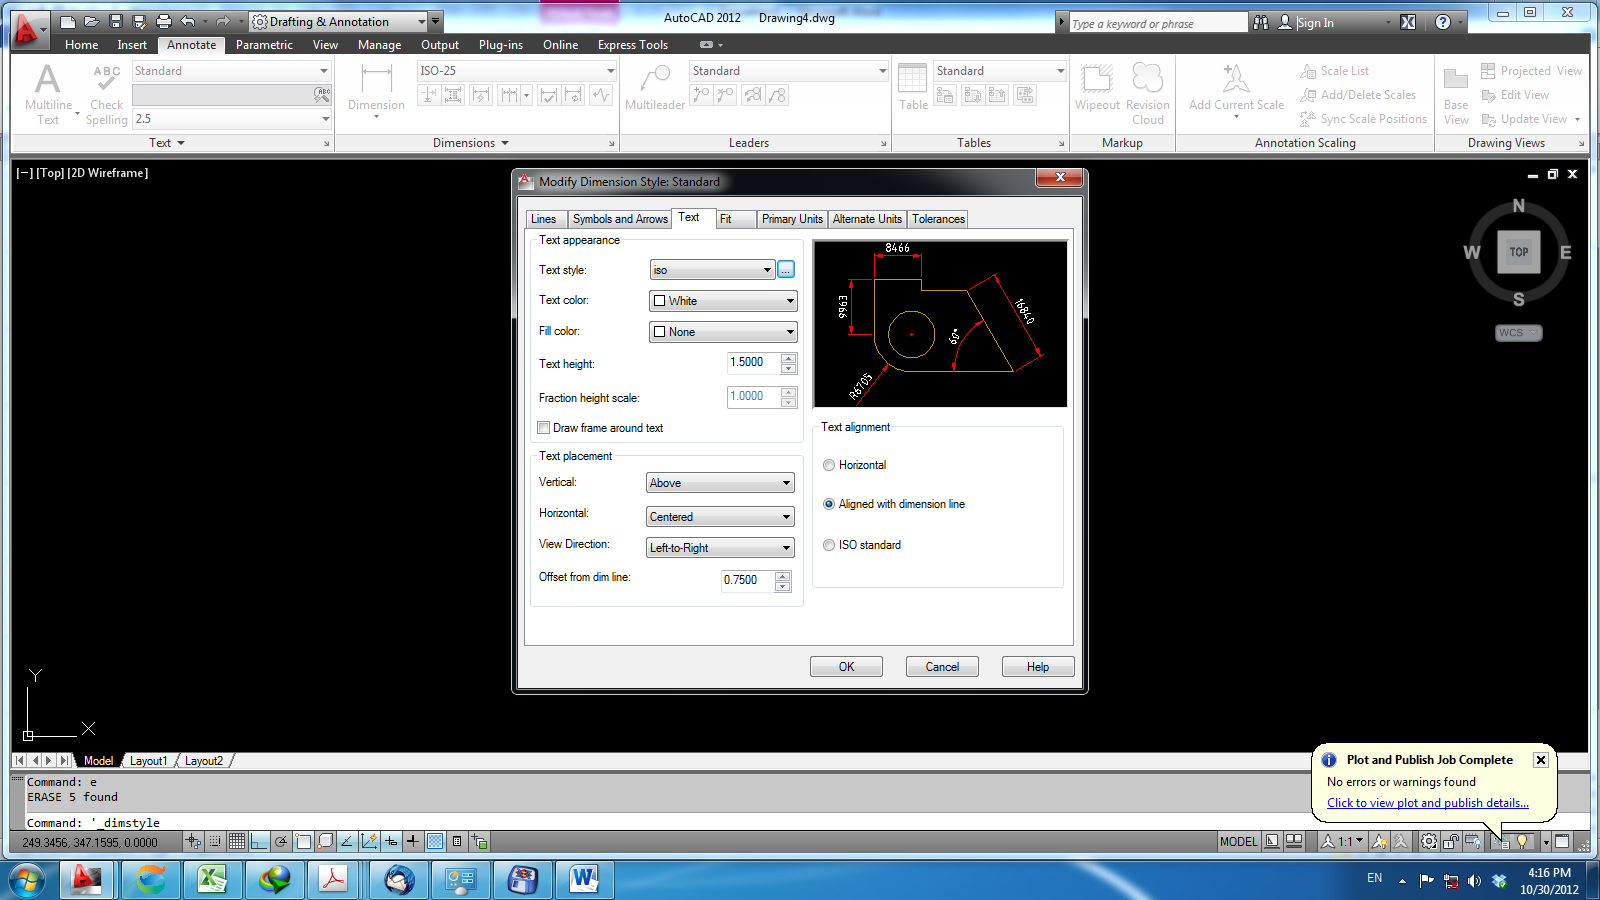 Drafting & Annotation
AutoCAD 2012 Drawing4.dwg
Type a keyword or phrase
Sign In
Home Insert Annotate Parametric View Manage Output Plug-ins Online Express Tools
Multiline Text
ABC
Check Spelling
Standard
ABC
2.5
Text
Dimension
ISO-25
Dimensions
Multileader
Standard
Leaders
Table
Standard
Tables
Wipeout
Revision Cloud
Markup
Add Current Scale
Scale List
Add/Delete Scales
Sync Scale Positions
Annotation Scaling
Base View
Projected View
Edit View
Update View
Drawing Views
[−] [Top] [2D Wireframe]
N
W TOP E
S
WCS
Modify Dimension Style: Standard
Lines Symbols and Arrows Text Fit Primary Units Alternate Units Tolerances
Text appearance
Text style: iso ...
Text color: White
Fill color: None
Text height: 1.5000
Fraction height scale: 1.0000
Draw frame around text
Text placement
Vertical: Above
Horizontal: Centered
View Direction: Left-to-Right
Offset from dim line: 0.7500
8466
9993
16840
60°
R6705
Text alignment
Horizontal
Aligned with dimension line
ISO standard
OK Cancel Help
Y
X
Model Layout1 Layout2
Command: e
ERASE 5 found
Command: '_dimstyle
249.3456, 347.1595, 0.0000
MODEL
1:1
Plot and Publish Job Complete
No errors or warnings found
Click to view plot and publish details...
EN
4:16 PM
10/30/2012